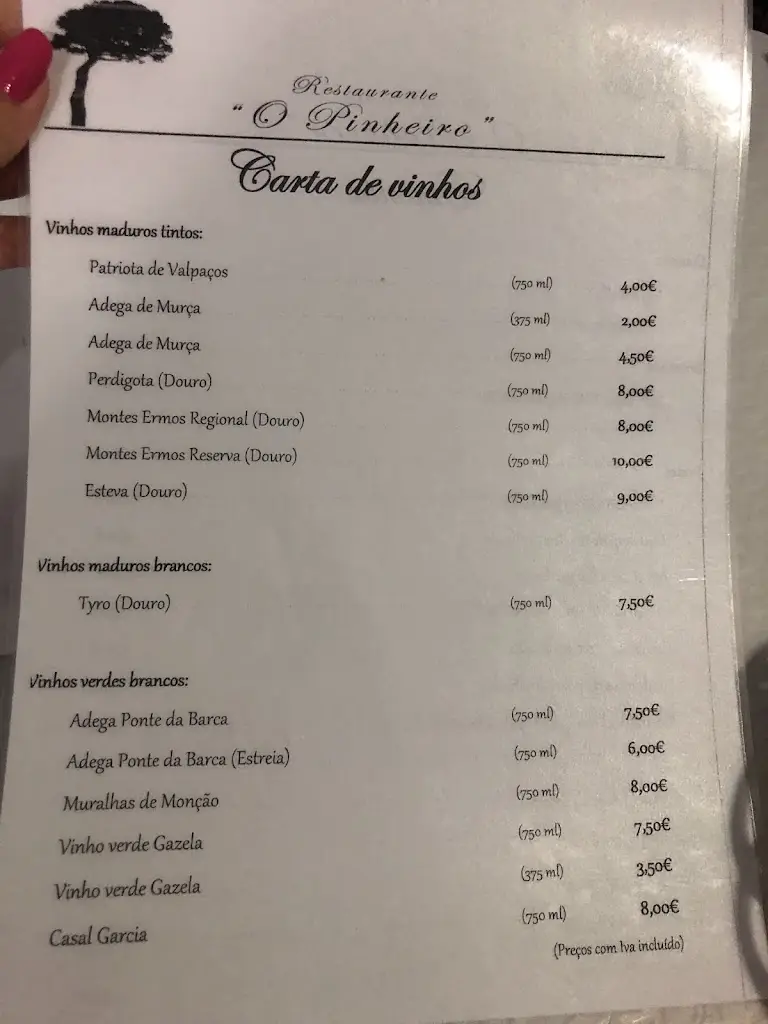 Restaurante
"O Pinheiro"
Carta de vinhos
Vinhos maduros tintos:
Patriota de Valpaços (750 ml) 4,00€
Adega de Murça (375 ml) 2,00€
Adega de Murça (750 ml) 4,50€
Perdigota (Douro) (750 ml) 8,00€
Montes Ermos Regional (Douro) (750 ml) 8,00€
Montes Ermos Reserva (Douro) (750 ml) 10,00€
Esteva (Douro) (750 ml) 9,00€
Vinhos maduros brancos:
Tyro (Douro) (750 ml) 7,50€
Vinhos verdes brancos:
Adega Ponte da Barca (750 ml) 7,50€
Adega Ponte da Barca (Estreia) (750 ml) 6,00€
Muralhas de Monção (750 ml) 8,00€
Vinho verde Gazela (750 ml) 7,50€
Vinho verde Gazela (375 ml) 3,50€
Casal Garcia (750 ml) 8,00€
(Preços com Iva incluído)